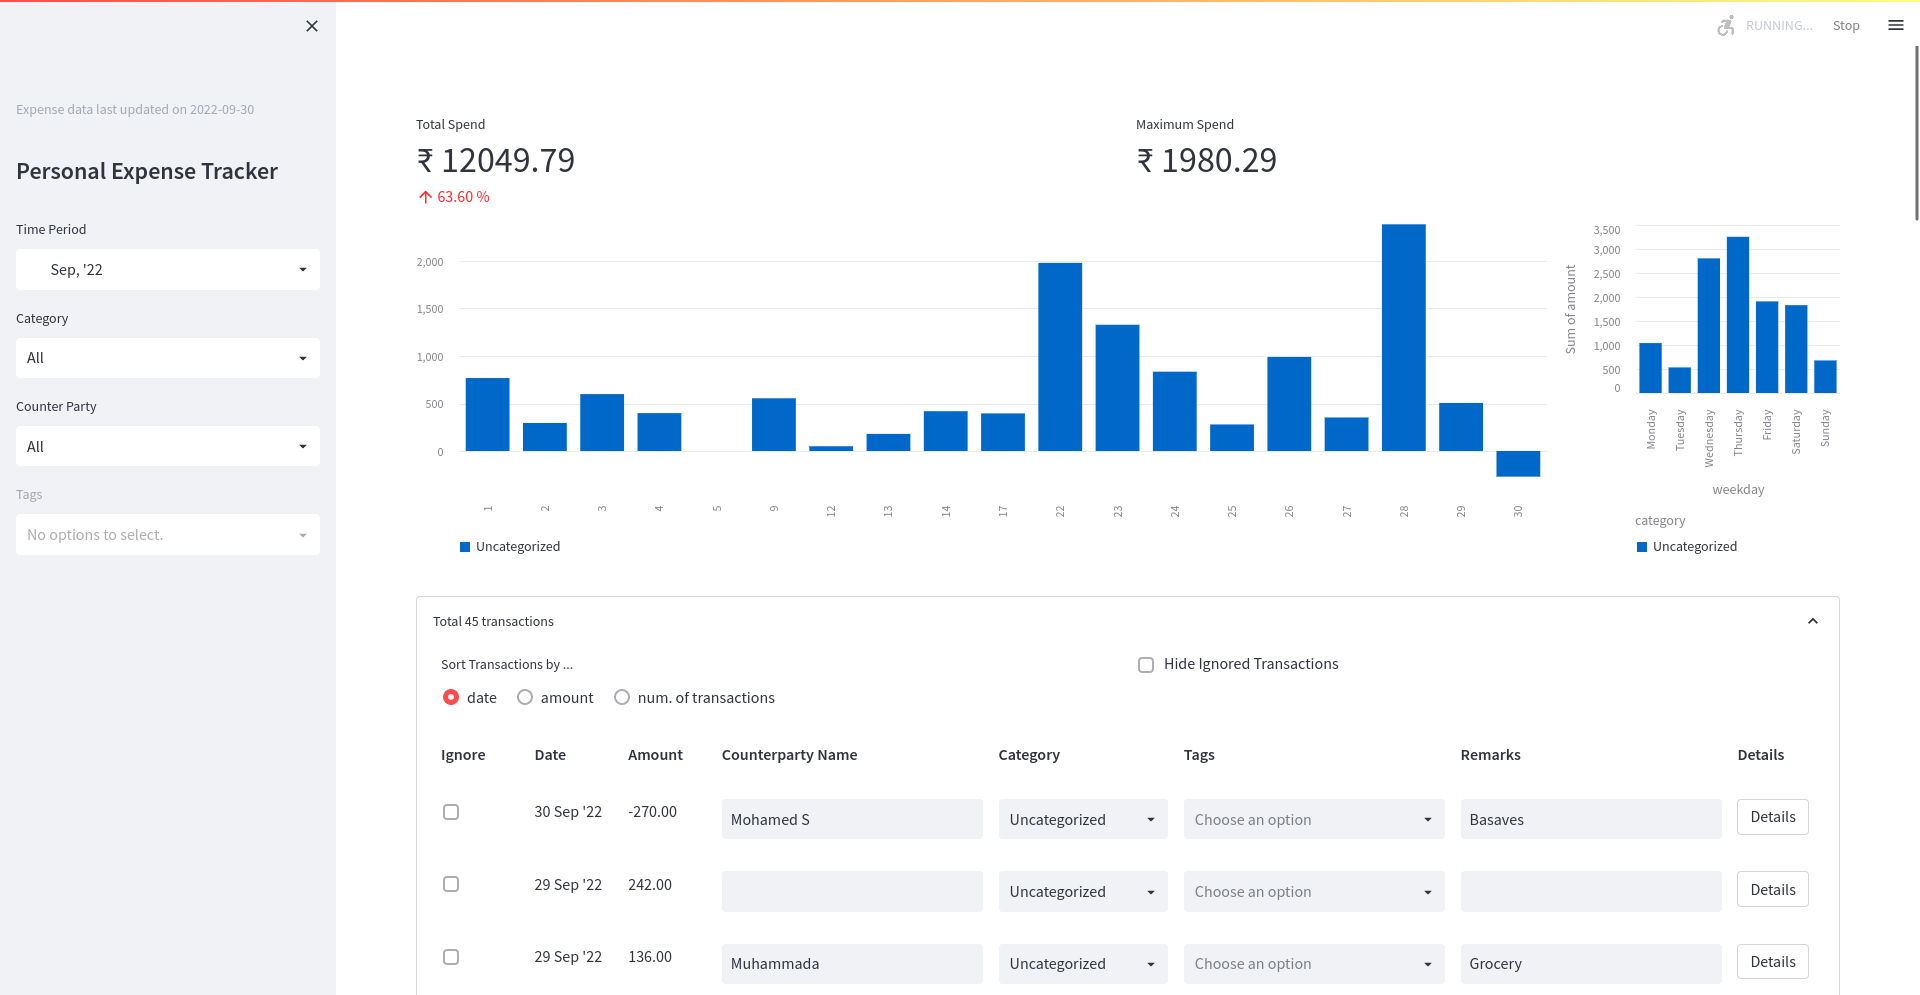 RUNNING...
Stop
Expense data last updated on 2022-09-30
Personal Expense Tracker
Time Period
Sep, '22
Category
All
Counter Party
All
Tags
No options to select.
Total Spend
₹ 12049.79
63.60 %
Maximum Spend
₹ 1980.29
2,000
1,500
1,000
500
0
1
2
3
4
5
9
12
13
14
17
22
23
24
25
26
27
28
29
30
Uncategorized
Sum of amount
3,500
3,000
2,500
2,000
1,500
1,000
500
0
Monday
Tuesday
Wednesday
Thursday
Friday
Saturday
Sunday
weekday
category
Uncategorized
Total 45 transactions
Sort Transactions by ...
date amount num. of transactions
Hide Ignored Transactions
Ignore Date Amount Counterparty Name Category Tags Remarks Details
30 Sep '22 -270.00 Mohamed S Uncategorized Choose an option Basaves Details
29 Sep '22 242.00 Uncategorized Choose an option Details
29 Sep '22 136.00 Muhammada Uncategorized Choose an option Grocery Details